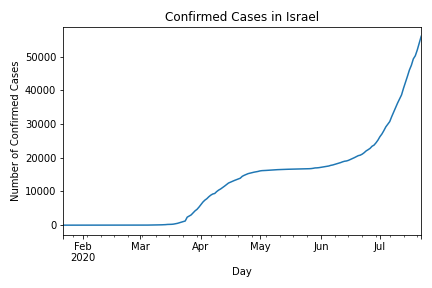 Confirmed Cases in Israel
Number of Confirmed Cases
50000
40000
30000
20000
10000
0
Feb Mar Apr May Jun Jul
2020
Day